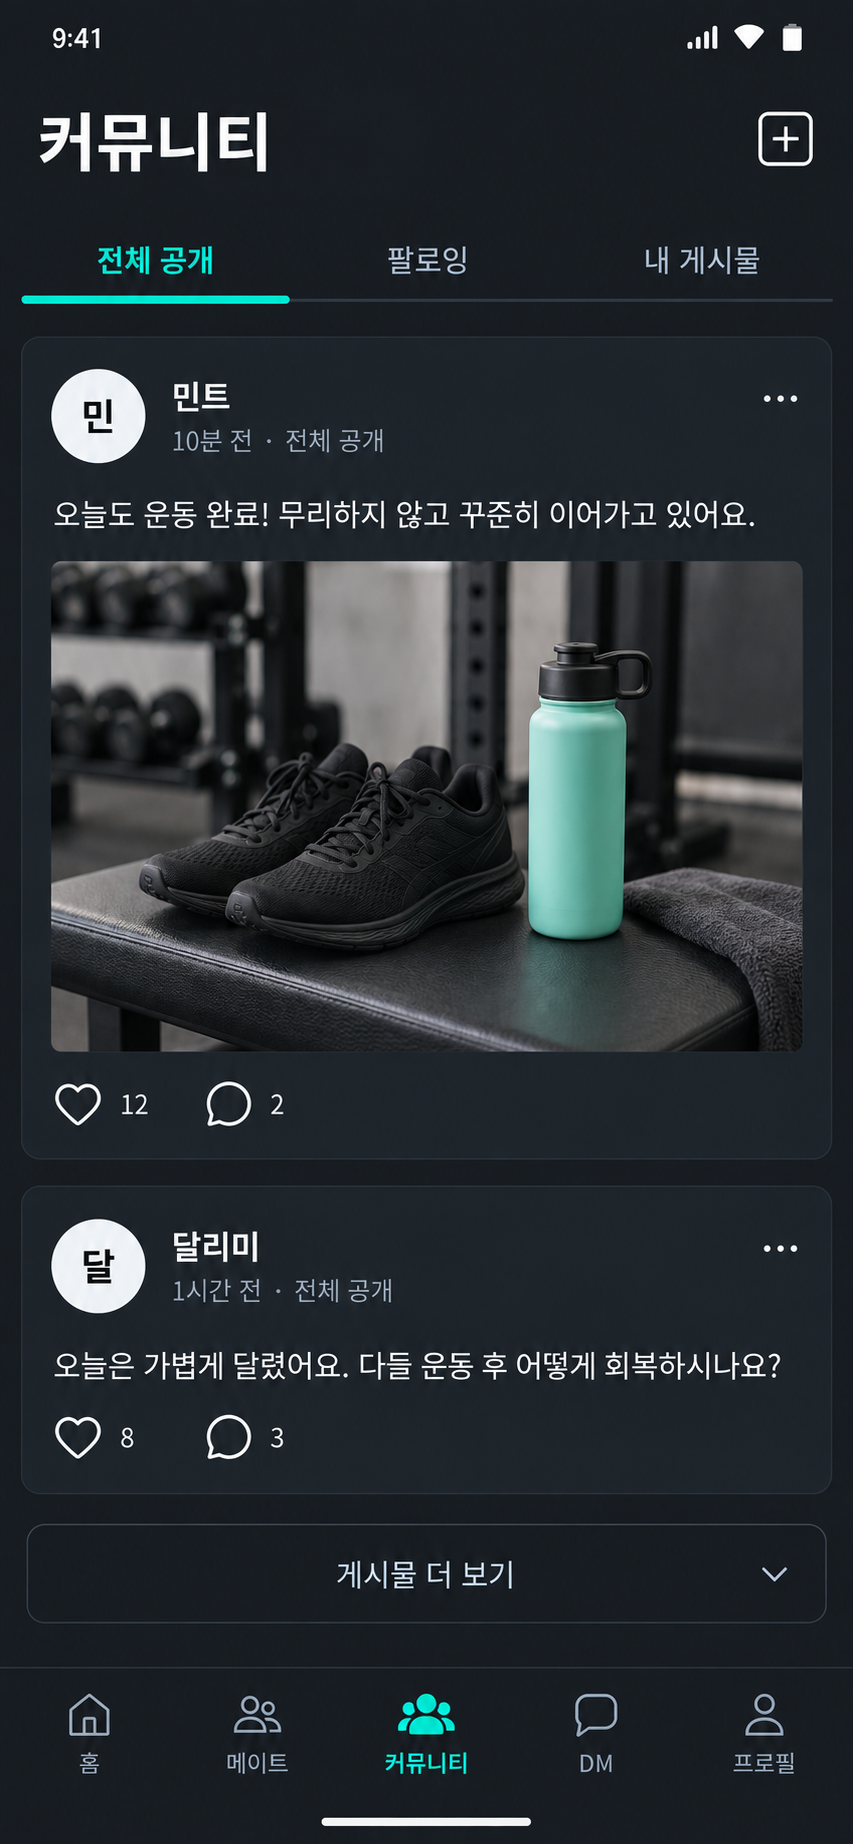 9:41
커뮤니티
전체 공개 팔로잉 내 게시물
민 민트
10분 전 · 전체 공개
오늘도 운동 완료! 무리하지 않고 꾸준히 이어가고 있어요.
12 2
달 달리미
1시간 전 · 전체 공개
오늘은 가볍게 달렸어요. 다들 운동 후 어떻게 회복하시나요?
8 3
게시물 더 보기
홈 메이트 커뮤니티 DM 프로필